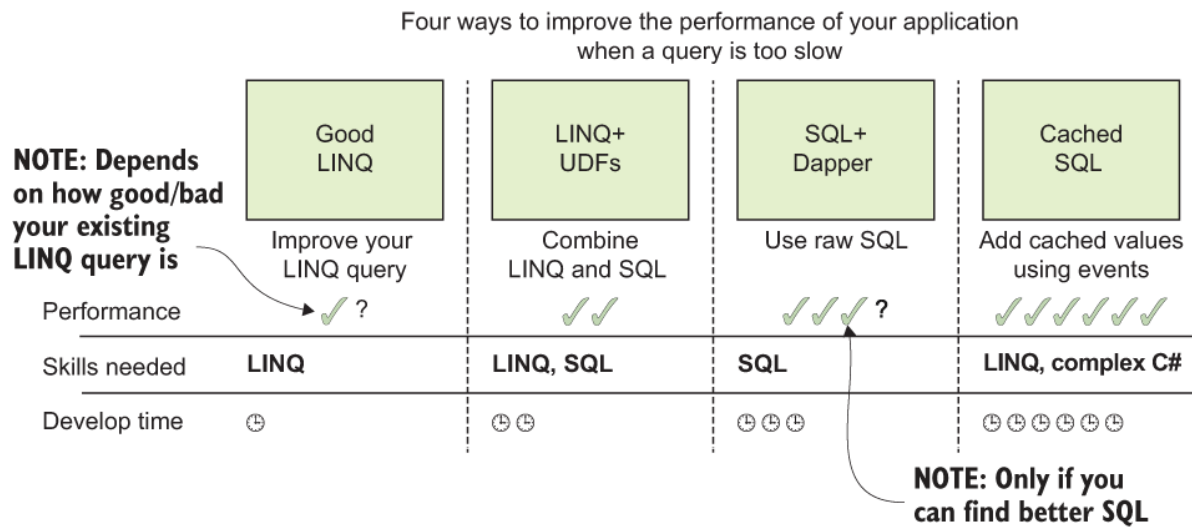 Four ways to improve the performance of your application
when a query is too slow
Good
LINQ
LINQ+
UDFs
SQL+
Dapper
Cached
SQL
NOTE: Depends
on how good/bad
your existing
LINQ query is
Improve your
LINQ query
Combine
LINQ and SQL
Use raw SQL
Add cached values
using events
Performance
?
?
Skills needed
LINQ
LINQ, SQL
SQL
LINQ, complex C#
Develop time
NOTE: Only if you
can find better SQL